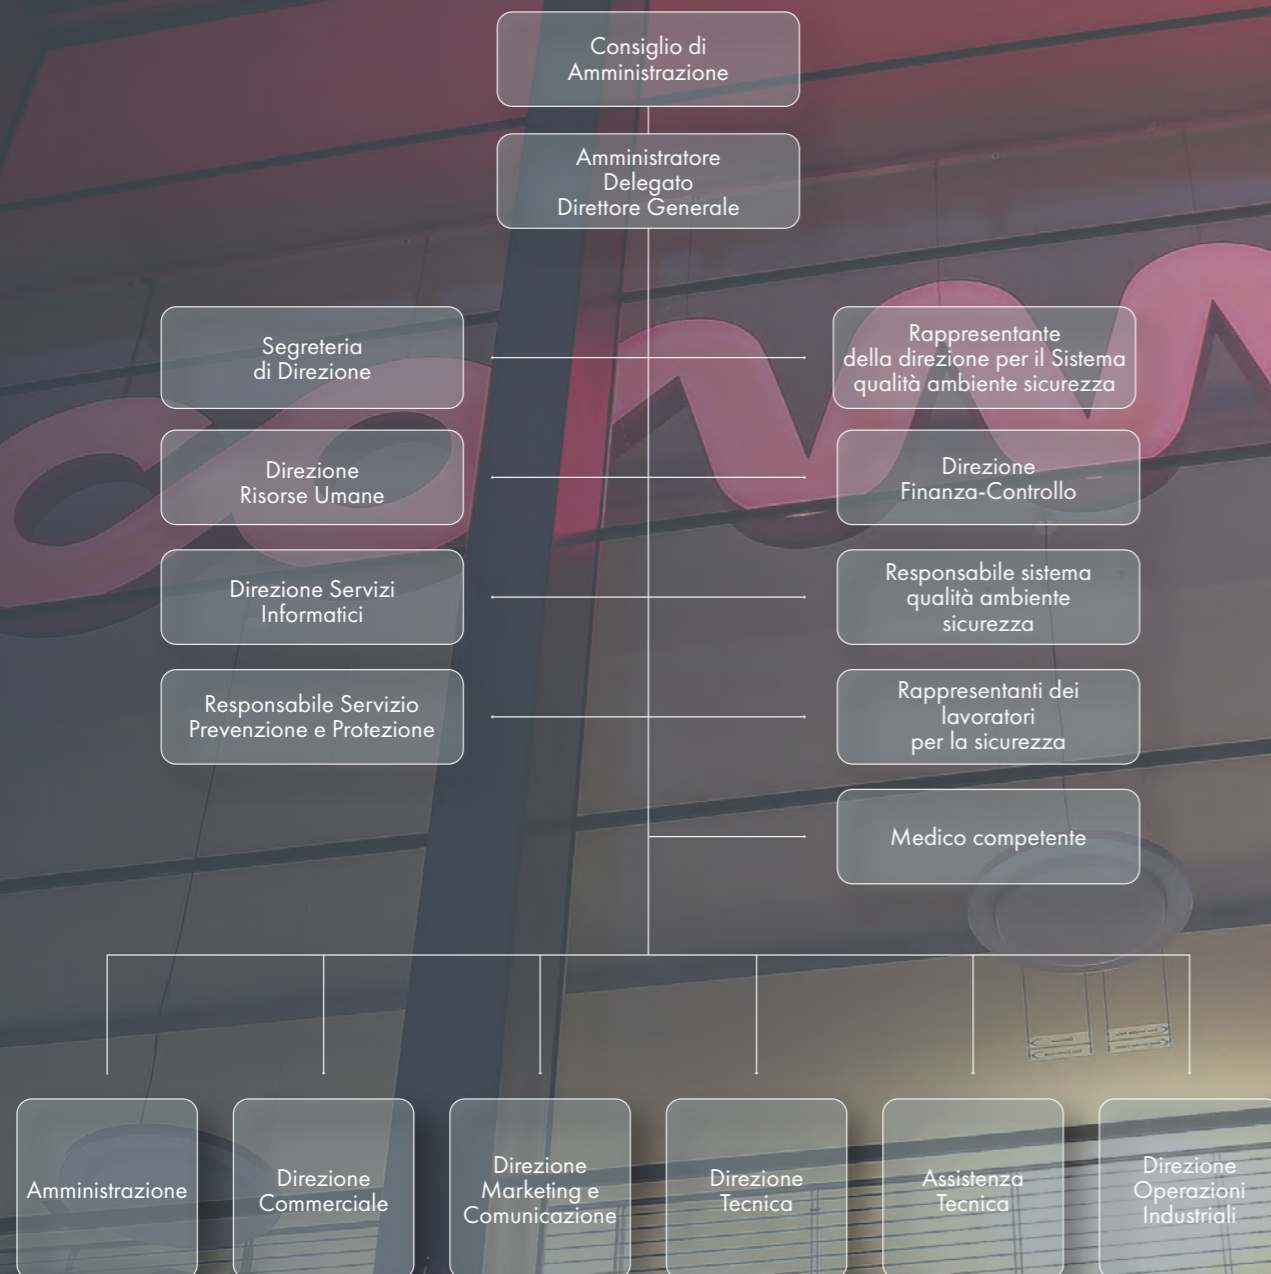 Consiglio di
Amministrazione
Amministratore
Delegato
Direttore Generale
Segreteria
di Direzione
Rappresentante
della direzione per il Sistema
qualità ambiente sicurezza
Direzione
Risorse Umane
Direzione
Finanza-Controllo
Direzione Servizi
Informatici
Responsabile sistema
qualità ambiente
sicurezza
Responsabile Servizio
Prevenzione e Protezione
Rappresentanti dei
lavoratori
per la sicurezza
Medico competente
Amministrazione
Direzione
Commerciale
Direzione
Marketing e
Comunicazione
Direzione
Tecnica
Assistenza
Tecnica
Direzione
Operazioni
Industriali